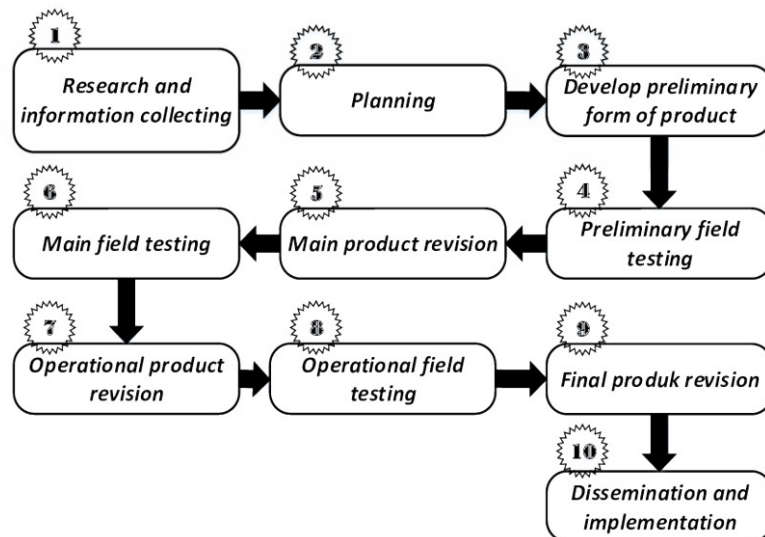 1
Research and
information collecting
2
Planning
3
Develop preliminary
form of product
4
Preliminary field
testing
5
Main product revision
6
Main field testing
7
Operational product
revision
8
Operational field
testing
9
Final produk revision
10
Dissemination and
implementation